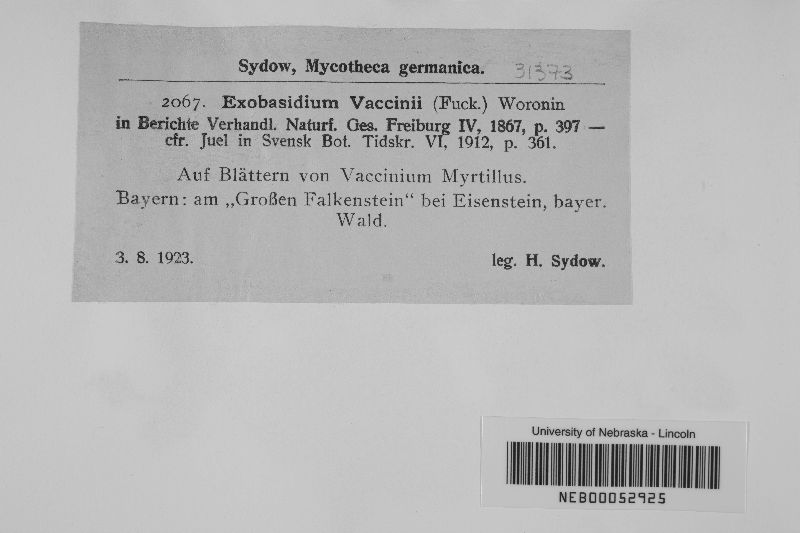 Sydow, Mycotheca germanica. 31373
2067. Exobasidium Vaccinii (Fuck.) Woronin
in Berichte Verhandl. Naturf. Ges. Freiburg IV, 1867, p. 397 —
cfr. Juel in Svensk Bot. Tidskr. VI, 1912, p. 361.
Auf Blättern von Vaccinium Myrtillus.
Bayern: am „Großen Falkenstein“ bei Eisenstein, bayer.
Wald.
3. 8. 1923. leg. H. Sydow.
University of Nebraska - Lincoln
NEB00052925